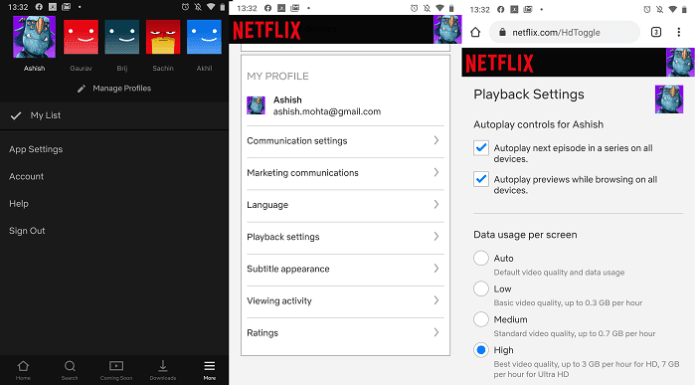 13:32
Ashish
Gaurav
Brij
Sachin
Akhil
Manage Profiles
My List
App Settings
Account
Help
Sign Out
Home
Search
Coming Soon
Downloads
More
13:32
NETFLIX
MY PROFILE
Ashish
ashish.mohta@gmail.com
Communication settings
Marketing communications
Language
Playback settings
Subtitle appearance
Viewing activity
Ratings
13:32
netflix.com/HdToggle
3
NETFLIX
Playback Settings
Autoplay controls for Ashish
Autoplay next episode in a series on all
devices.
Autoplay previews while browsing on all
devices.
Data usage per screen
Auto
Default video quality and data usage
Low
Basic video quality, up to 0.3 GB per hour
Medium
Standard video quality, up to 0.7 GB per hour
High
Best video quality, up to 3 GB per hour for HD, 7 GB
per hour for Ultra HD